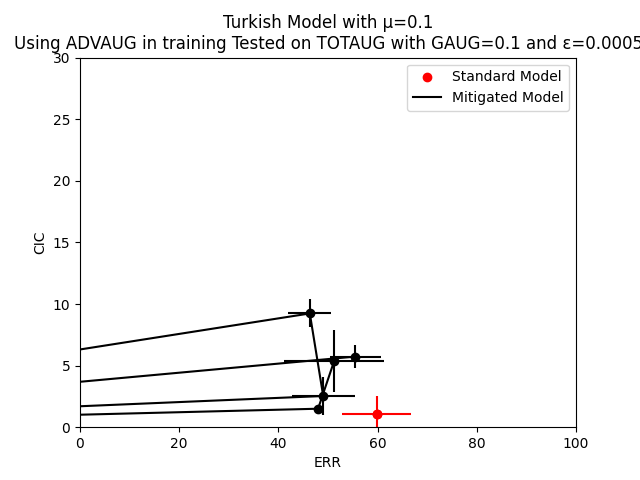 Turkish Model with μ=0.1
Using ADVAUG in training Tested on TOTAUG with GAUG=0.1 and ε=0.0005
Standard Model
Mitigated Model
30
25
20
15
10
5
0
CIC
0 20 40 60 80 100
ERR